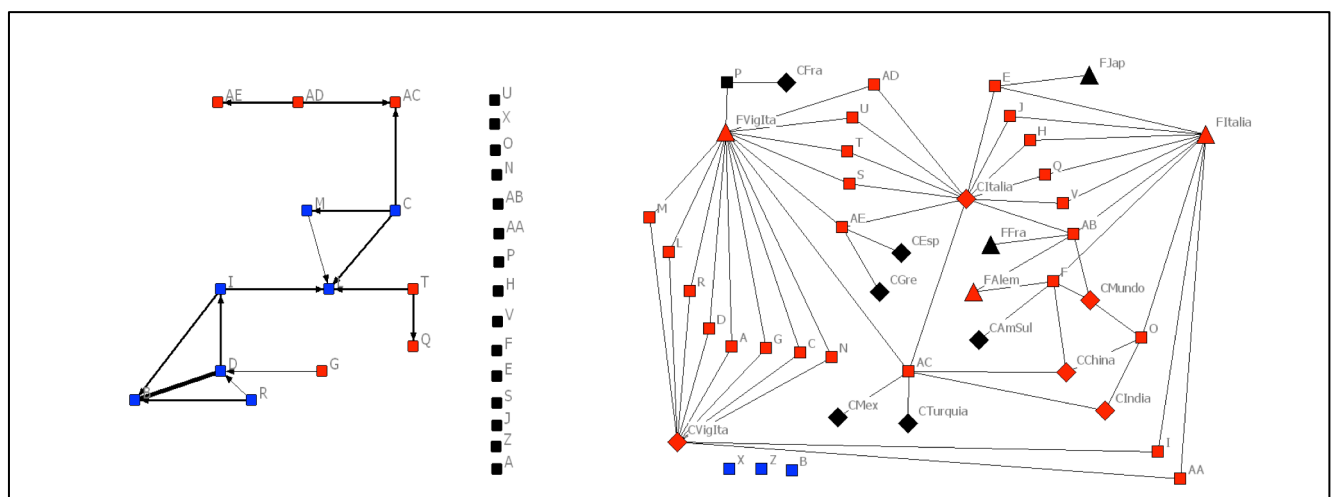 AE
AD
AC
M
C
I
T
Q
D
G
B
R
U
X
O
N
AB
AA
P
H
V
F
E
S
J
Z
A
P
CFra
AD
E
FJap
FVigIta
U
J
FItalia
T
H
S
Q
CItalia
V
M
AE
AB
L
CEsp
FFra
R
CGre
FAlem
F
CMundo
D
A
G
C
N
CAmSul
O
AC
CChina
CMex
CTurquia
CIndia
CVigIta
I
X
Z
B
AA